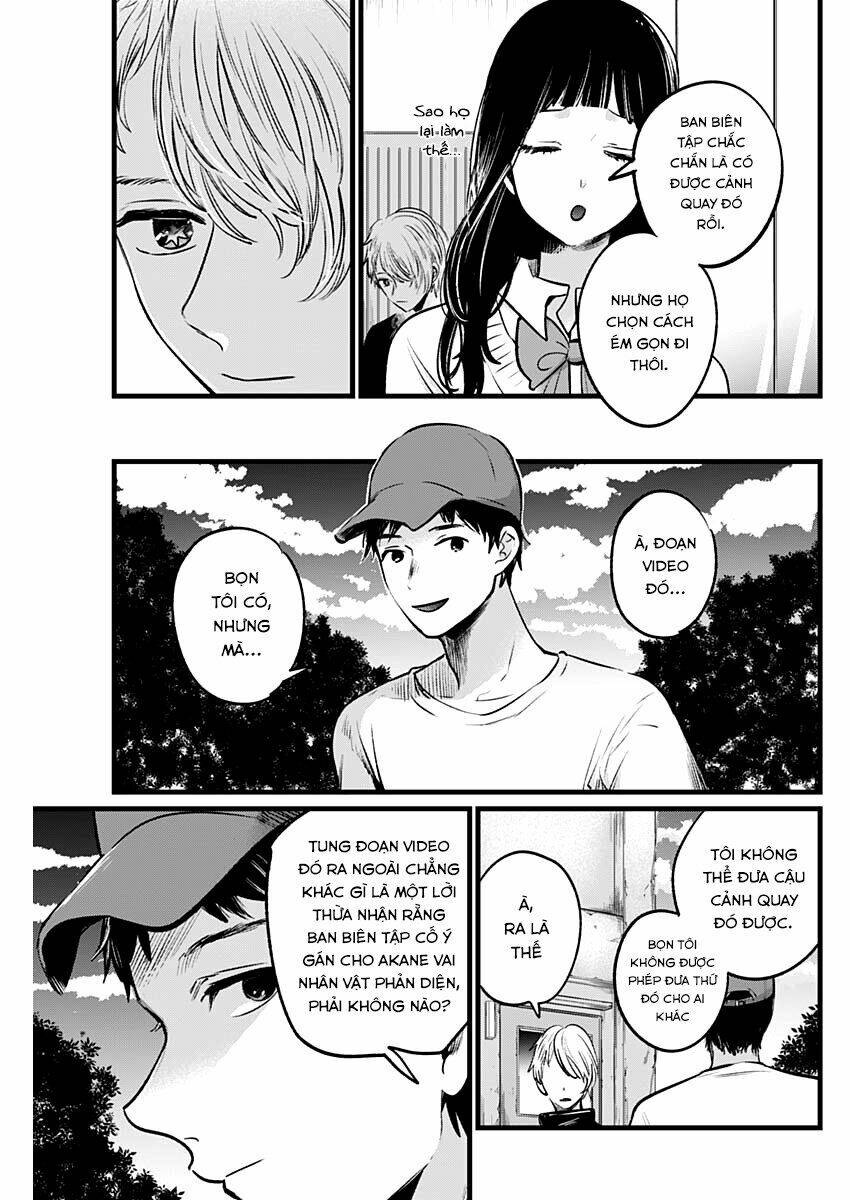 BAN BIÊN
TẬP CHẮC
CHẮN LÀ CÓ
ĐƯỢC CẢNH
QUAY ĐÓ
RỒI.
NHƯNG HỌ
CHỌN CÁCH
ÉM GỌN ĐI
THÔI.
Sao họ
lại làm
thế...
À, ĐOẠN
VIDEO
ĐÓ...
BỌN
TÔI CÓ,
NHƯNG
MÀ...
TÔI KHÔNG
THỂ ĐƯA CẬU
CẢNH QUAY
ĐÓ ĐƯỢC.
BỌN TÔI
KHÔNG ĐƯỢC
PHÉP ĐƯA THỨ
ĐÓ CHO AI
KHÁC
À,
RA LÀ
THẾ
TUNG ĐOẠN VIDEO
ĐÓ RA NGOÀI CHẲNG
KHÁC GÌ LÀ MỘT LỜI
THỪA NHẬN RẰNG
BAN BIÊN TẬP CỐ Ý
GÁN CHO AKANE VAI
NHÂN VẬT PHẢN DIỆN,
PHẢI KHÔNG NÀO?